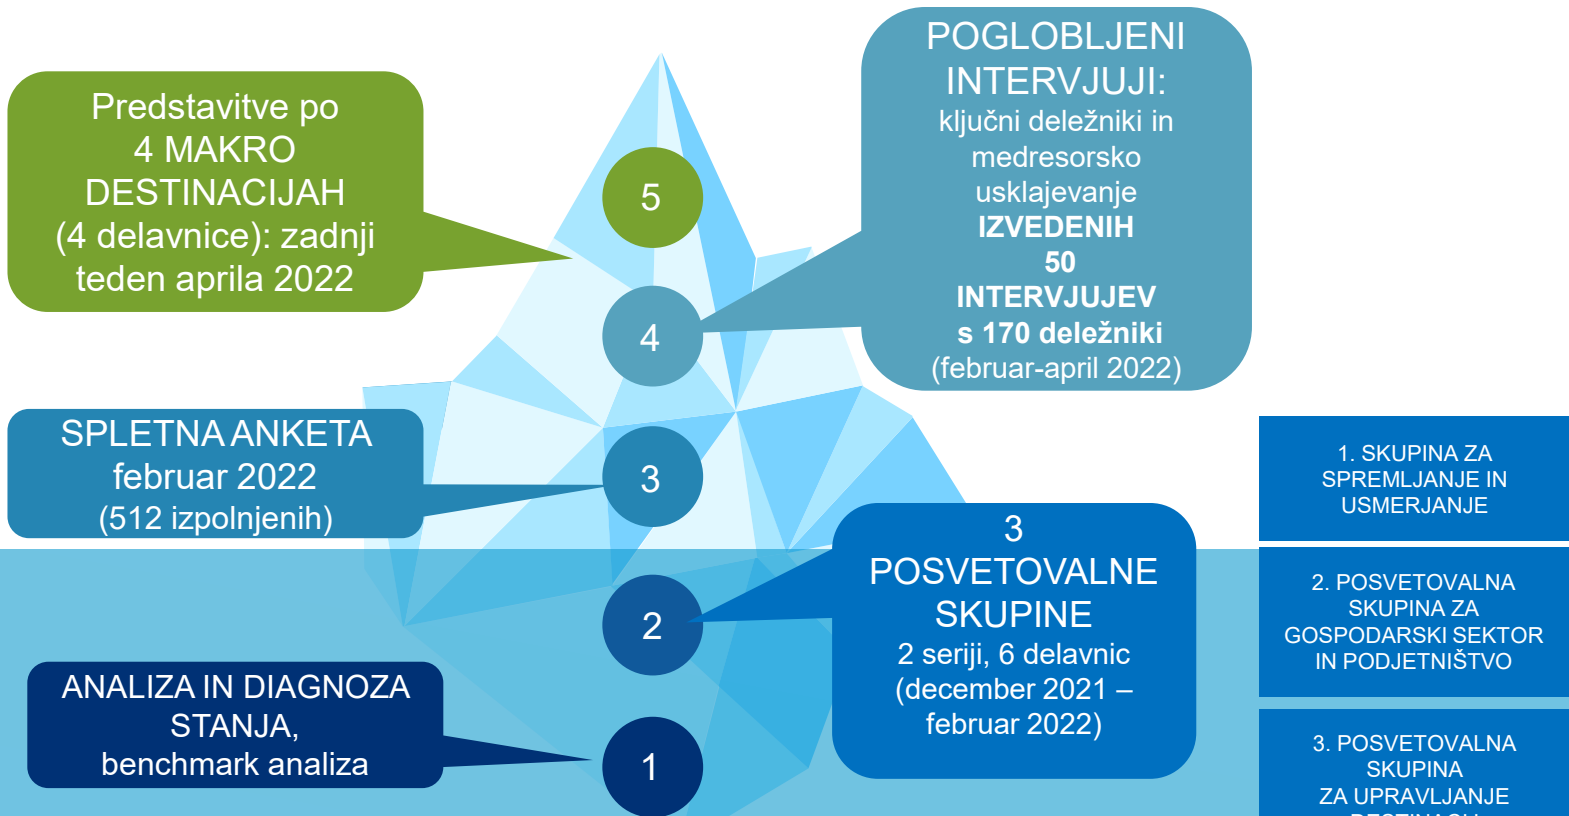 Predstavitve po
4 MAKRO
DESTINACIJAH
(4 delavnice): zadnji
teden aprila 2022
5
POGLOBLJENI
INTERVJUJI:
ključni deležniki in
medresorsko
usklajevanje
IZVEDENIH
50
INTERVJUJEV
s 170 deležniki
(februar-april 2022)
4
SPLETNA ANKETA
februar 2022
(512 izpolnjenih)
3
3
POSVETOVALNE
SKUPINE
2 seriji, 6 delavnic
(december 2021 –
februar 2022)
2
ANALIZA IN DIAGNOZA
STANJA,
benchmark analiza
1
1. SKUPINA ZA
SPREMLJANJE IN
USMERJANJE
2. POSVETOVALNA
SKUPINA ZA
GOSPODARSKI SEKTOR
IN PODJETNIŠTVO
3. POSVETOVALNA
SKUPINA
ZA UPRAVLJANJE